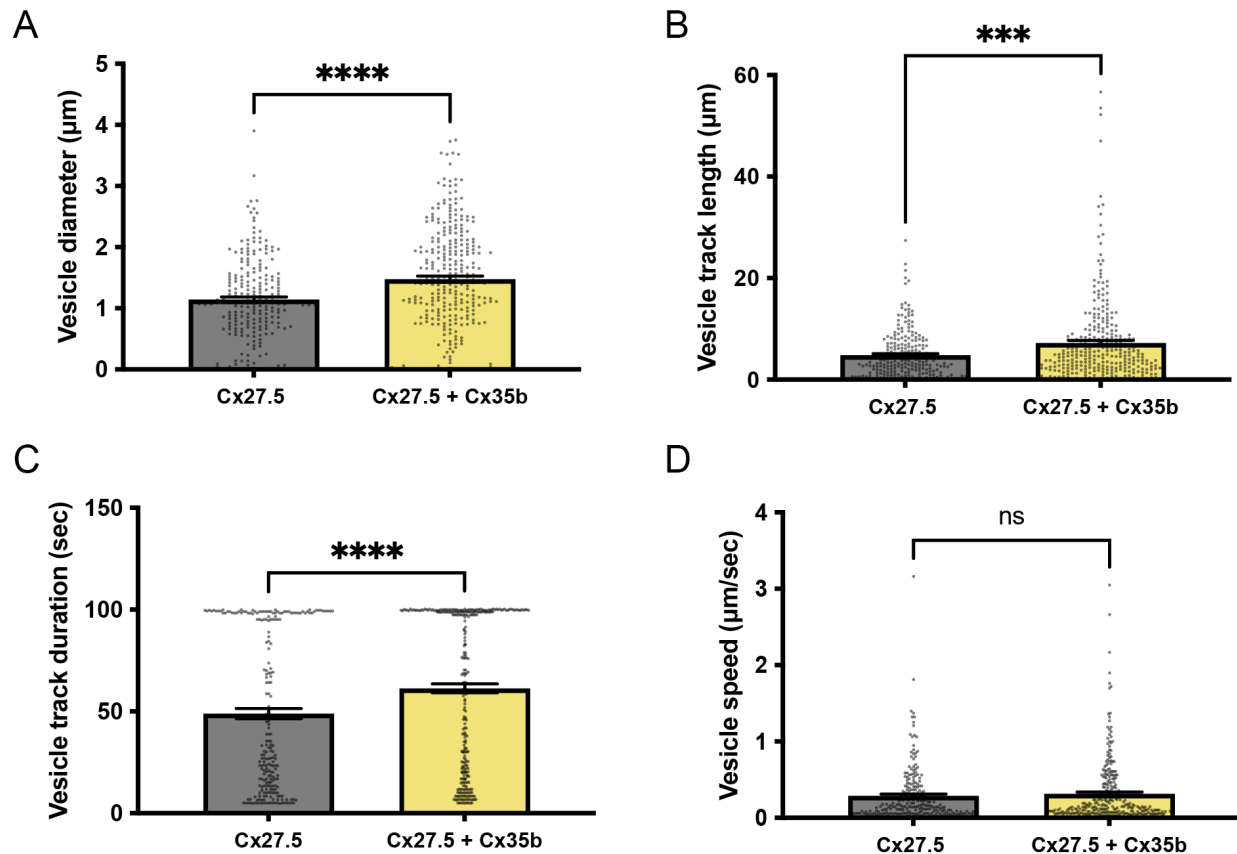 A
Vesicle diameter (μm)
5
4
3
2
1
0
****
Cx27.5
Cx27.5 + Cx35b
B
Vesicle track length (μm)
60
40
20
0
***
Cx27.5
Cx27.5 + Cx35b
C
Vesicle track duration (sec)
150
100
50
0
****
Cx27.5
Cx27.5 + Cx35b
D
Vesicle speed (μm/sec)
4
3
2
1
0
ns
Cx27.5
Cx27.5 + Cx35b